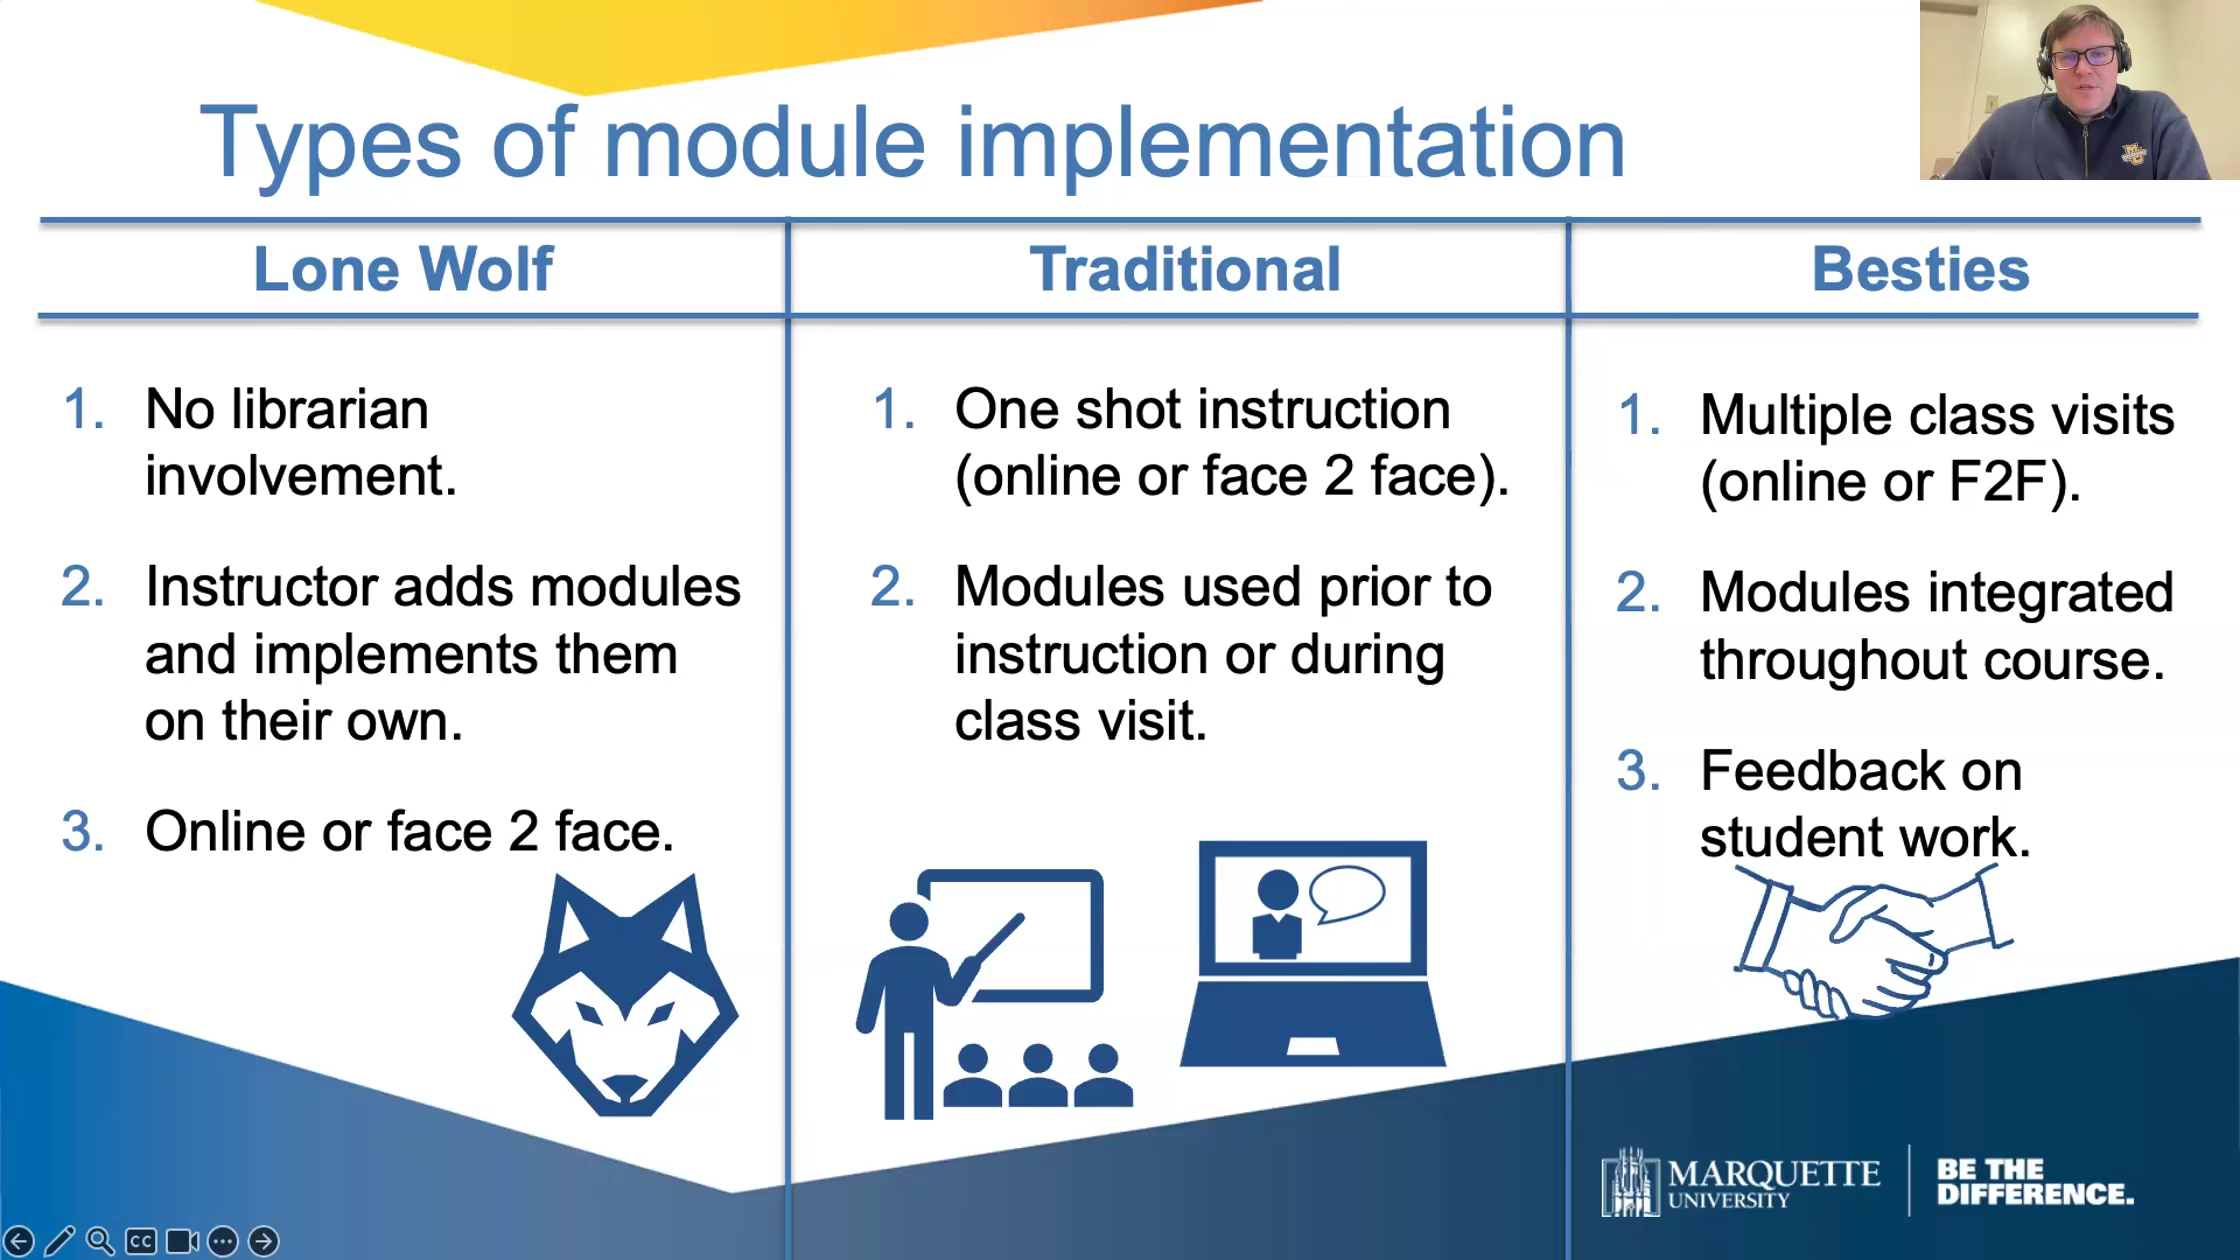 Types of module implementation
Lone Wolf
1. No librarian
involvement.
2. Instructor adds modules
and implements them
on their own.
3. Online or face 2 face.
Traditional
1. One shot instruction
(online or face 2 face).
2. Modules used prior to
instruction or during
class visit.
Besties
1. Multiple class visits
(online or F2F).
2. Modules integrated
throughout course.
3. Feedback on
student work.
MARQUETTE
UNIVERSITY
BE THE
DIFFERENCE.
CC